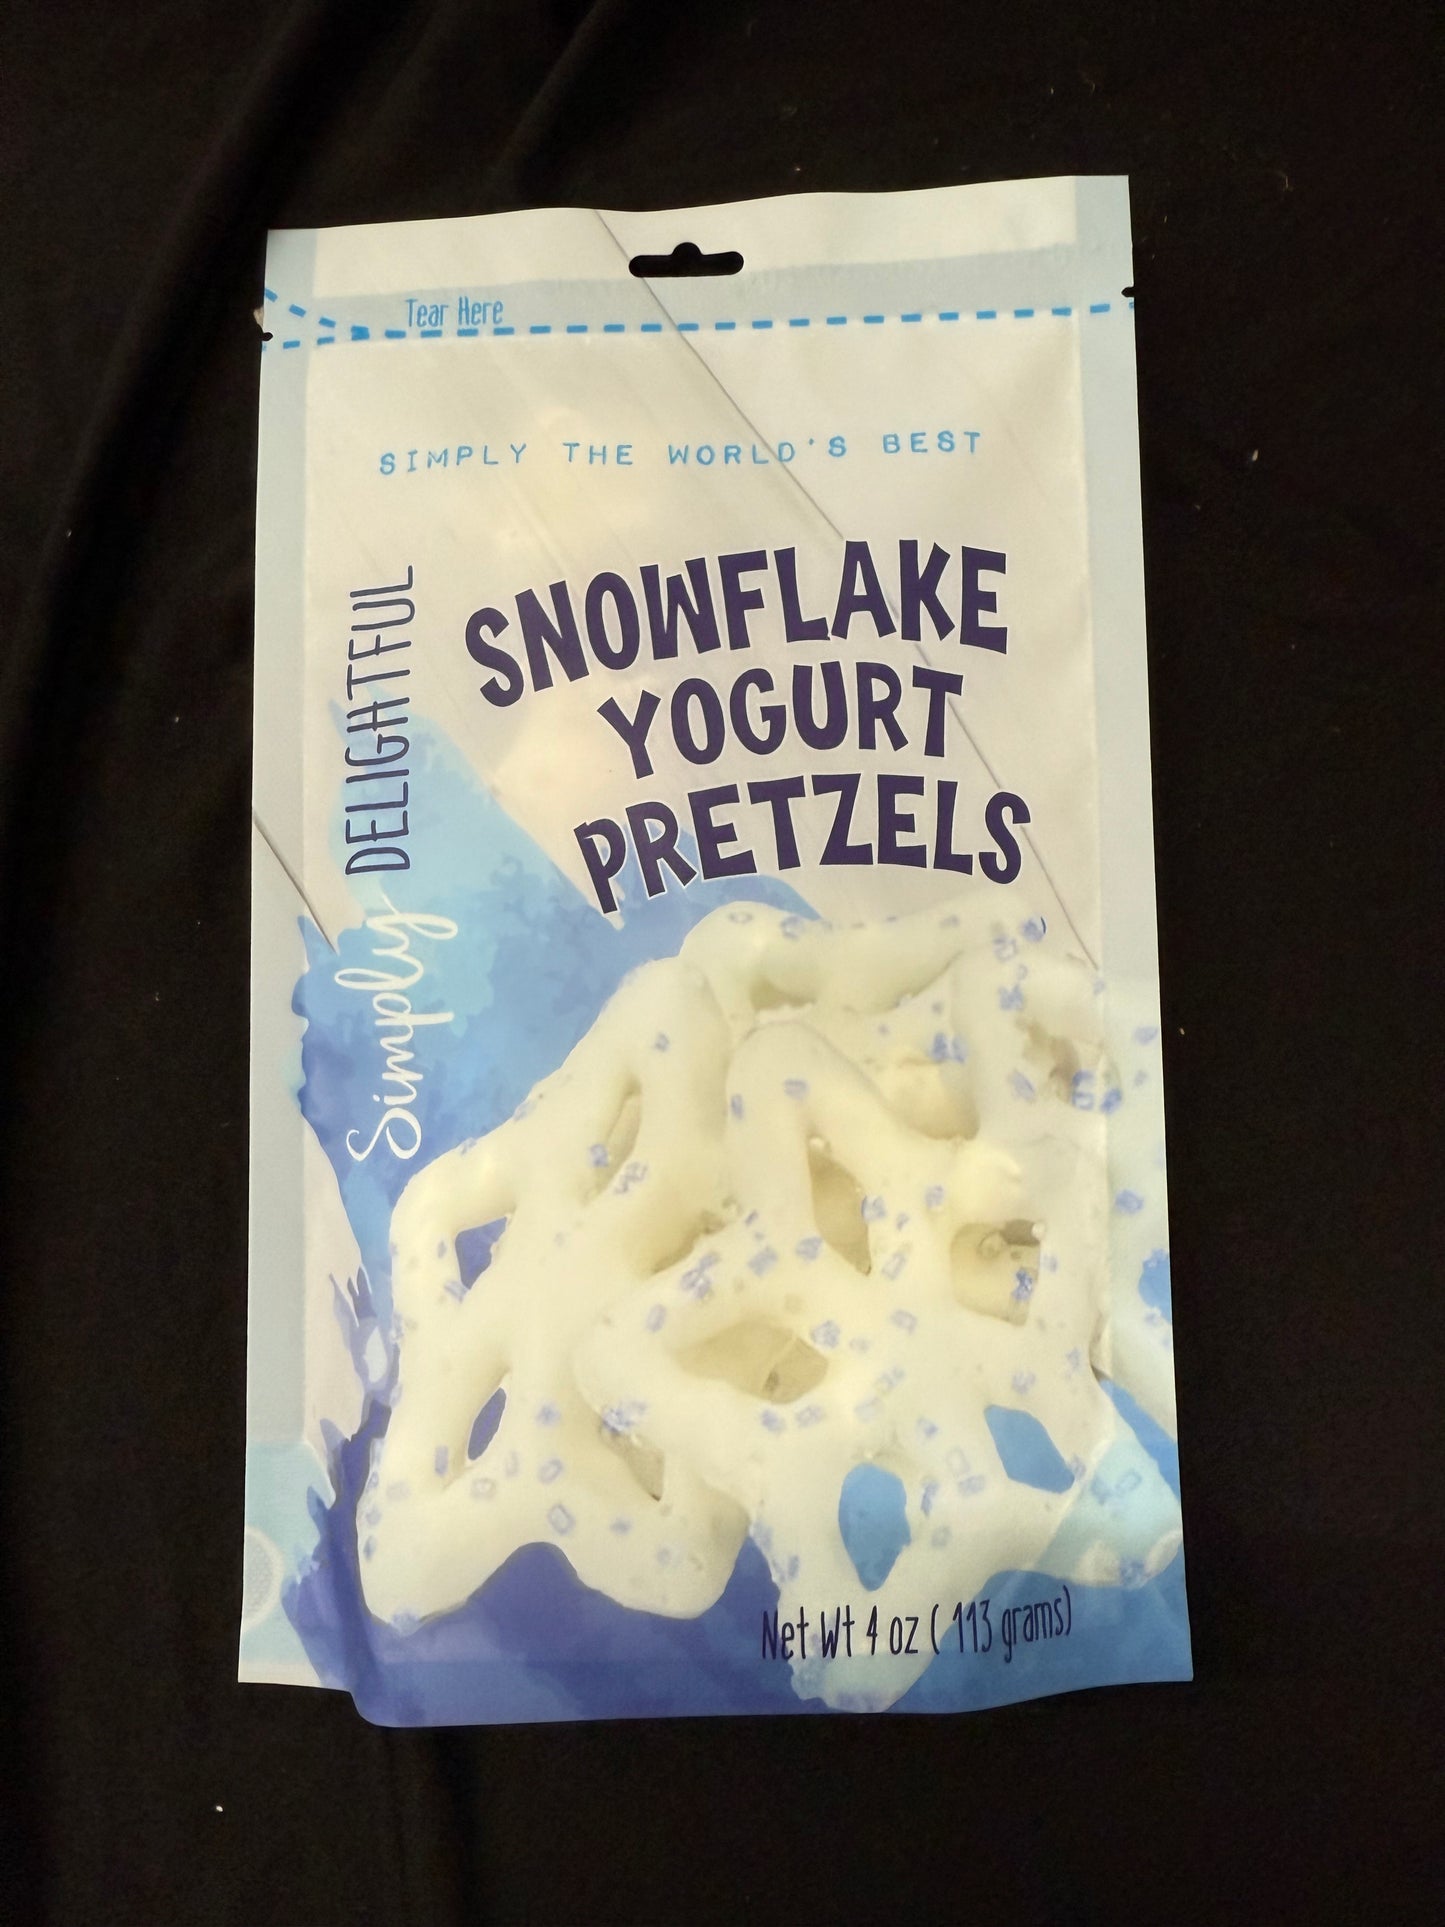 Tear Here
SIMPLY THE WORLD'S BEST
SNOWFLAKE
YOGURT
PRETZELS
Simply DELIGHTFUL
Net Wt 4 oz ( 113 grams)